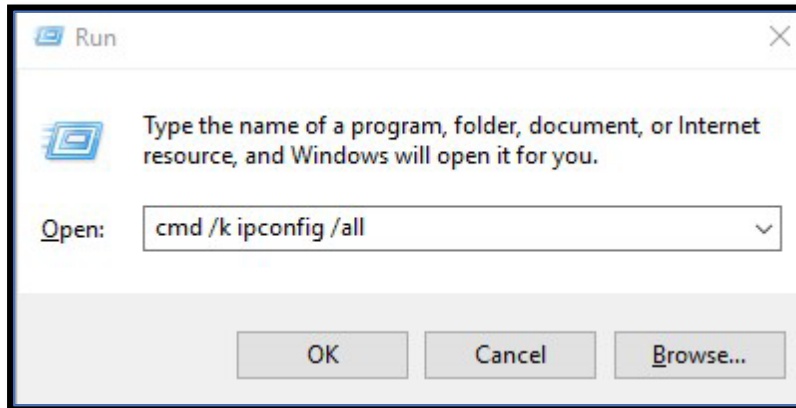 Run
Type the name of a program, folder, document, or Internet
resource, and Windows will open it for you.
Open: cmd /k ipconfig /all
OK Cancel Browse...